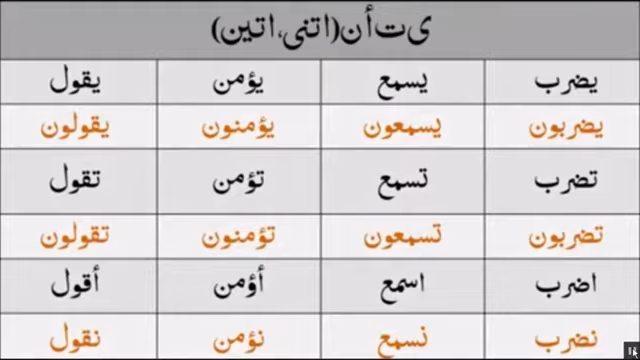 ی ت أ ن (اتنی، اتین)
يضرب يسمع يؤمن يقول
يضربون يسمعون يؤمنون يقولون
تضرب تسمع تؤمن تقول
تضربون تسمعون تؤمنون تقولون
اضرب اسمع أؤمن أقول
نضرب نسمع نؤمن نقول